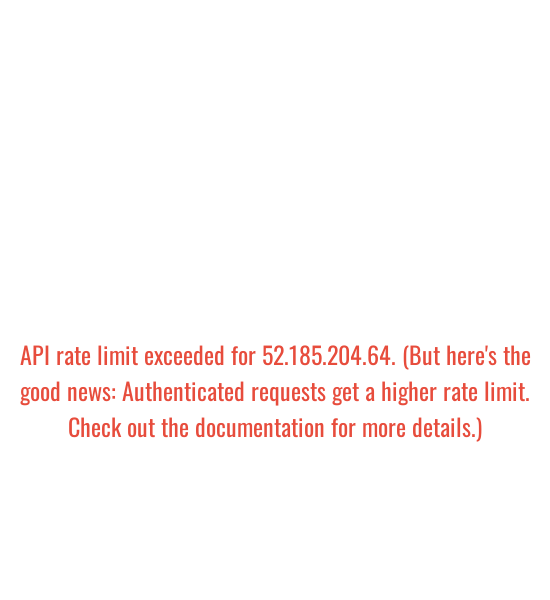 API rate limit exceeded for 52.185.204.64. (But here's the
good news: Authenticated requests get a higher rate limit.
Check out the documentation for more details.)